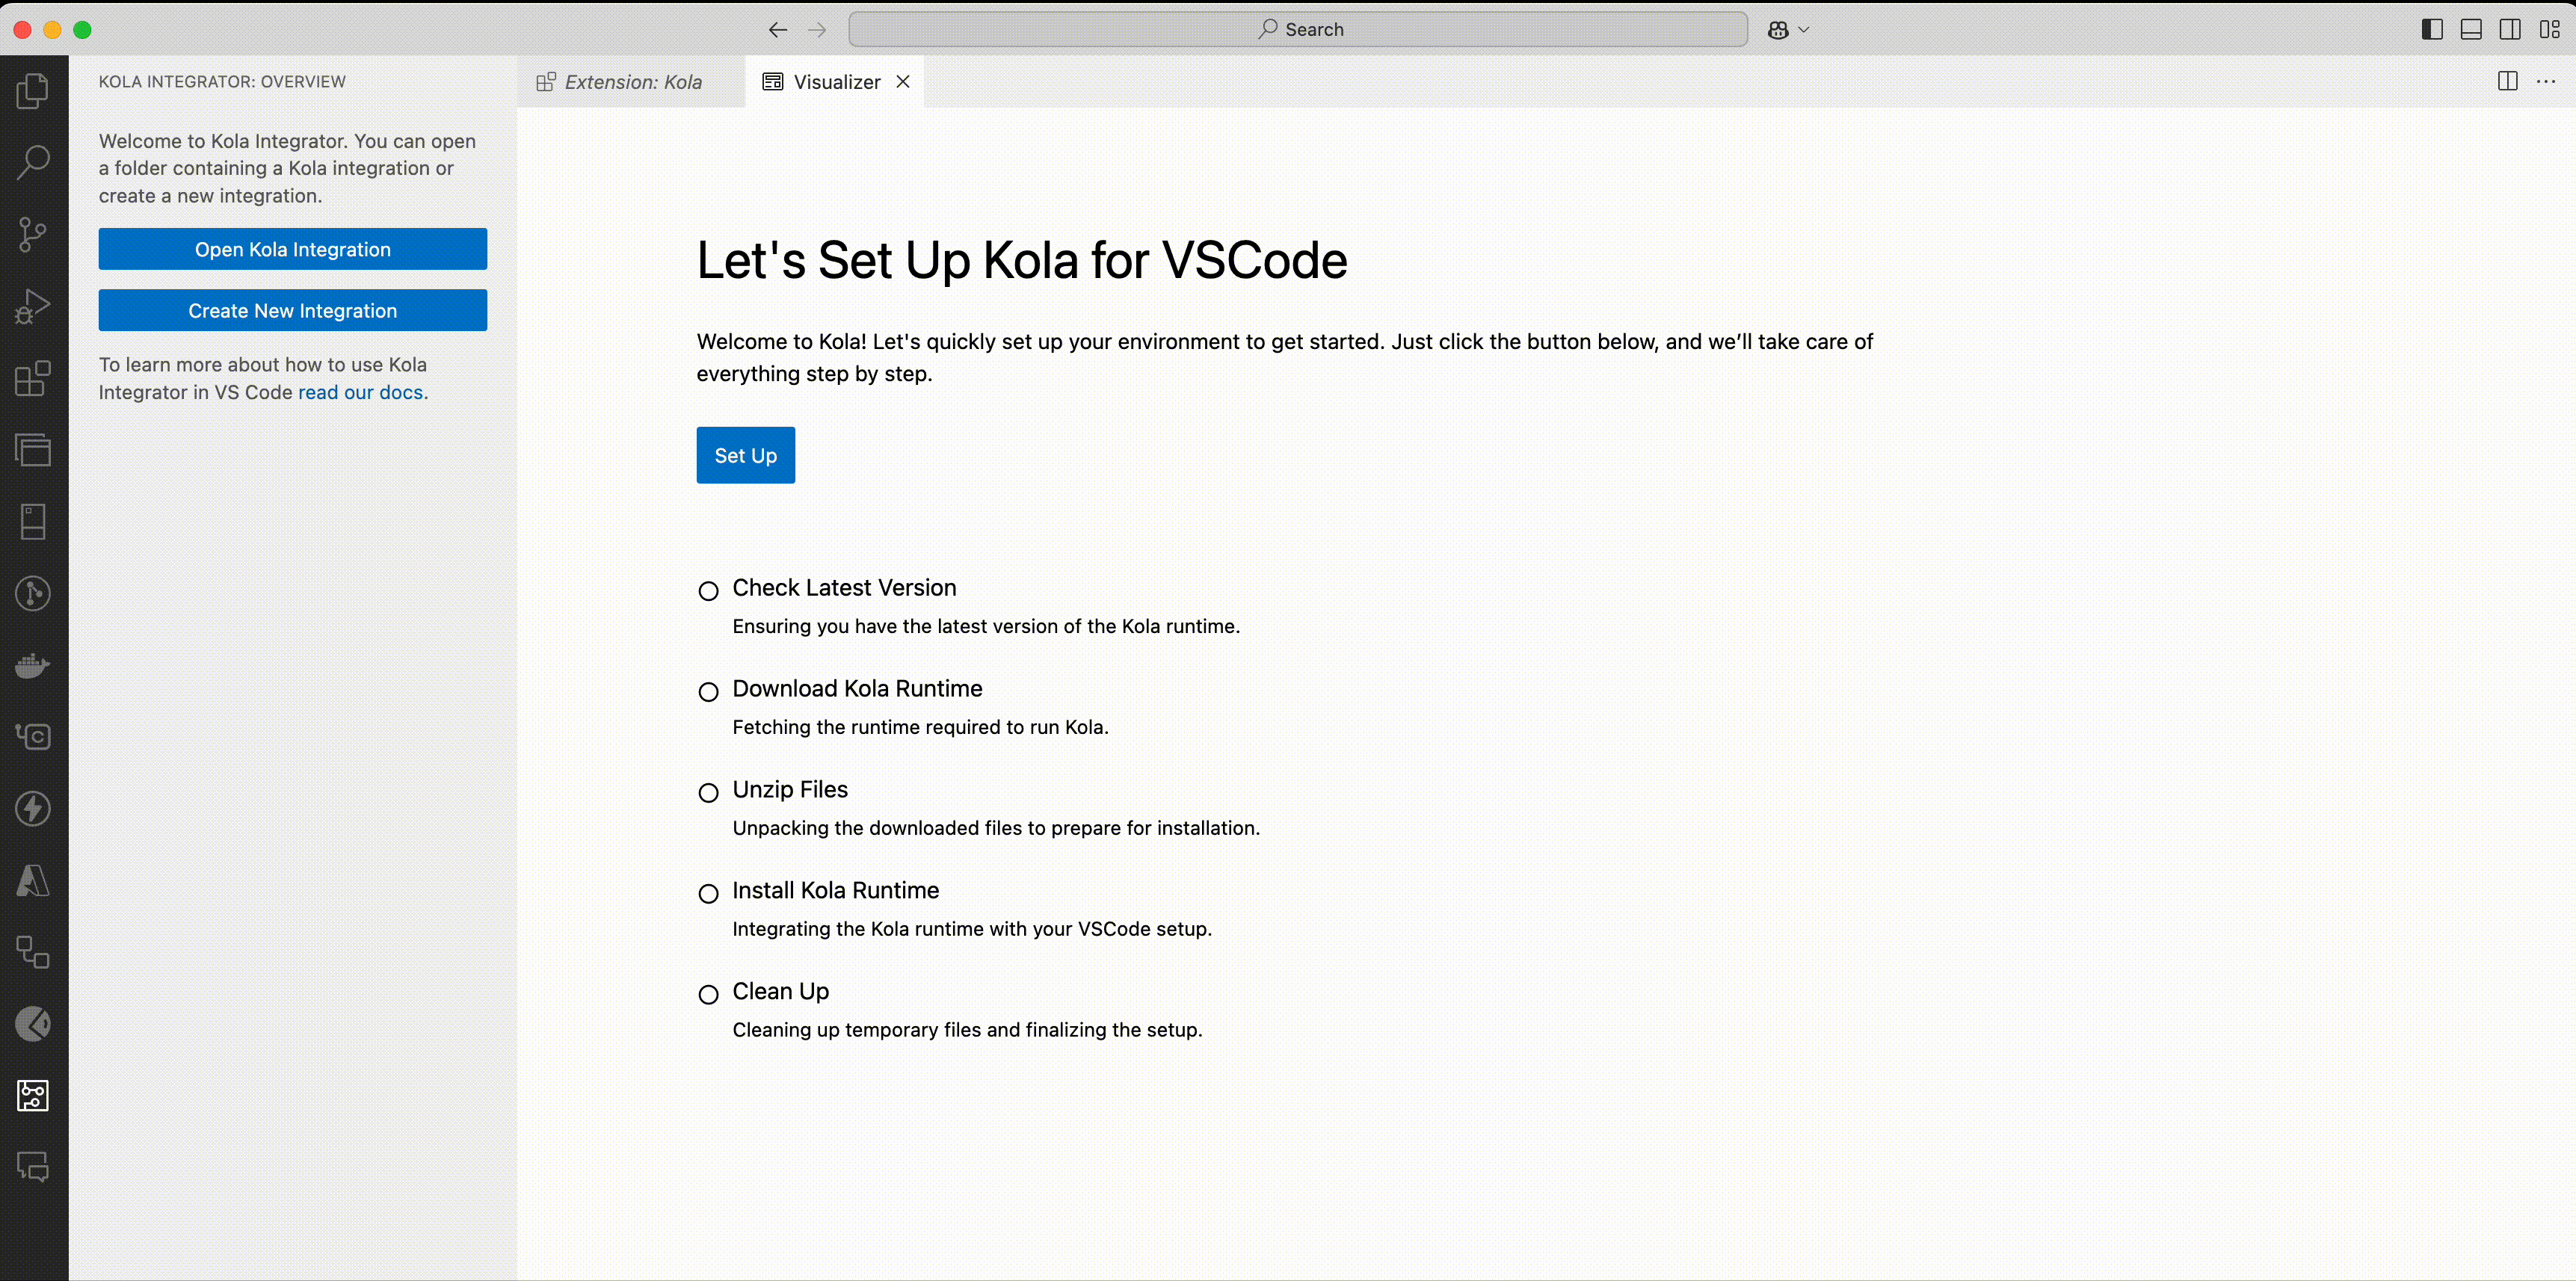 Search
KOLA INTEGRATOR: OVERVIEW
Extension: Kola
Visualizer
Welcome to Kola Integrator. You can open
a folder containing a Kola integration or
create a new integration.
Open Kola Integration
Create New Integration
To learn more about how to use Kola
Integrator in VS Code read our docs.
Let's Set Up Kola for VSCode
Welcome to Kola! Let's quickly set up your environment to get started. Just click the button below, and we’ll take care of
everything step by step.
Set Up
Check Latest Version
Ensuring you have the latest version of the Kola runtime.
Download Kola Runtime
Fetching the runtime required to run Kola.
Unzip Files
Unpacking the downloaded files to prepare for installation.
Install Kola Runtime
Integrating the Kola runtime with your VSCode setup.
Clean Up
Cleaning up temporary files and finalizing the setup.